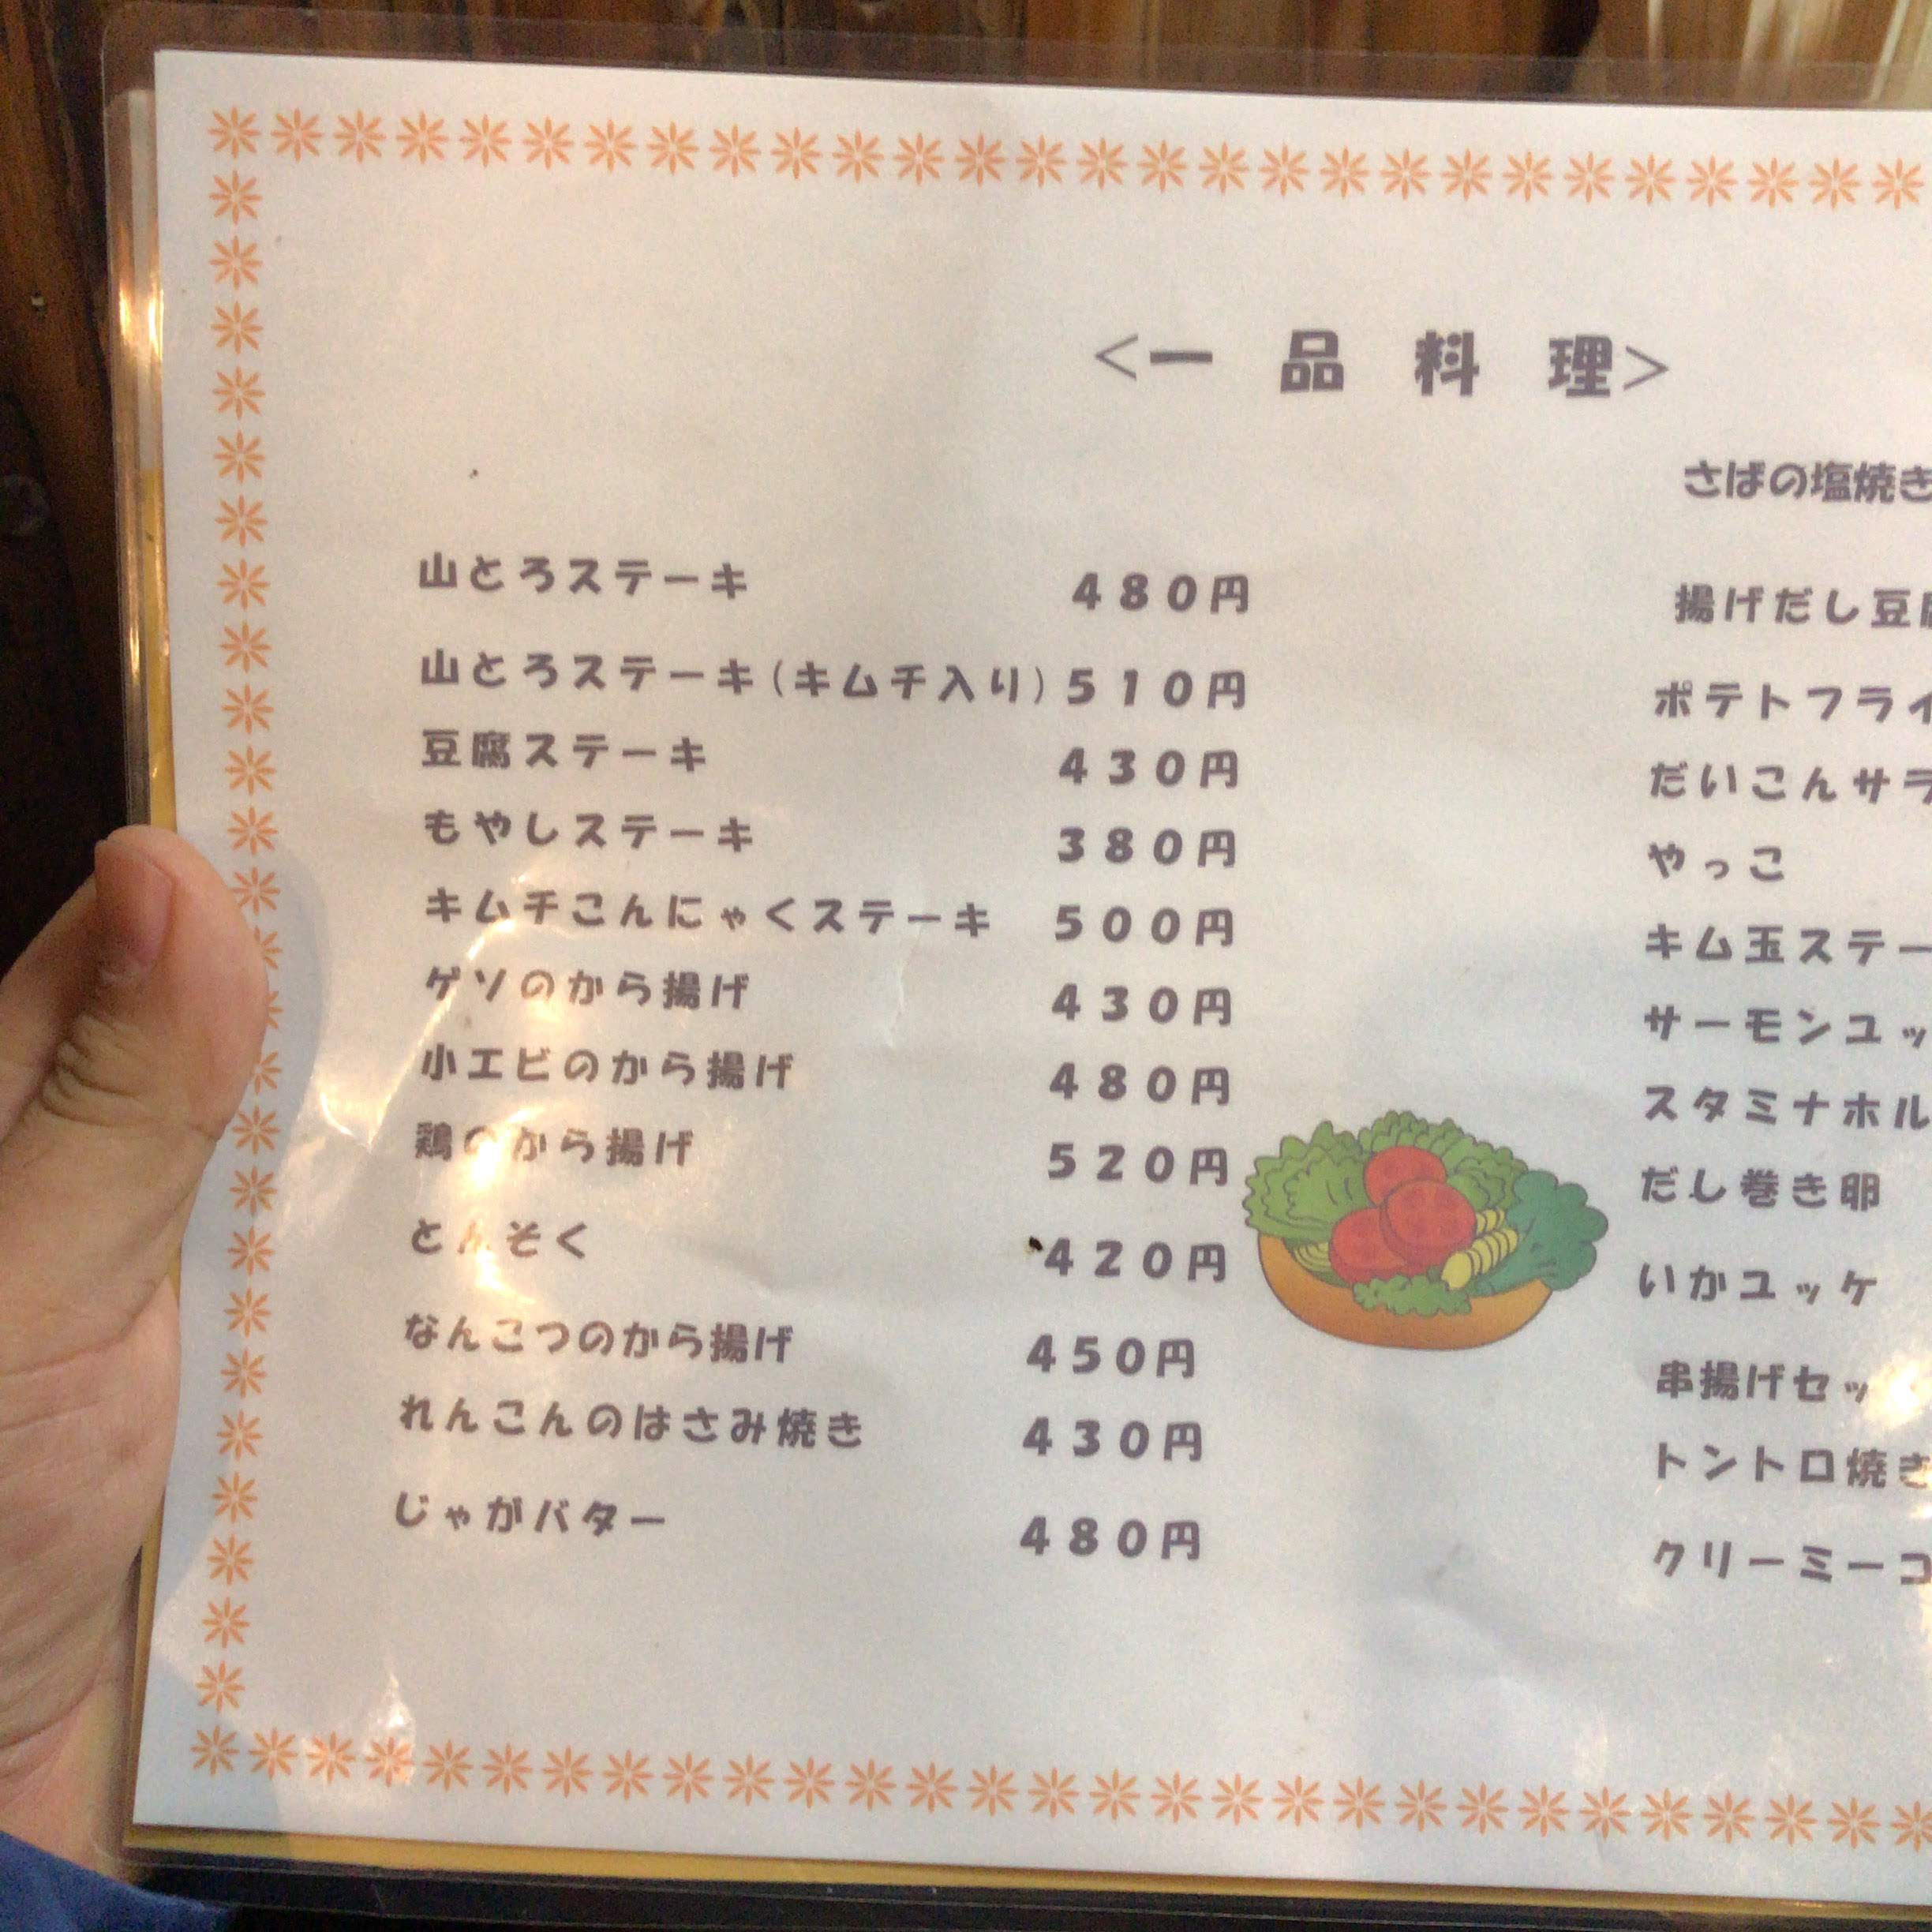 <一品料理>
山とろステーキ 480円
山とろステーキ(キムチ入り) 510円
豆腐ステーキ 430円
もやしステーキ 380円
キムチこんにゃくステーキ 500円
ゲソのから揚げ 430円
小エビのから揚げ 480円
鶏のから揚げ 520円
とんそく 420円
なんこつのから揚げ 450円
れんこんのはさみ焼き 430円
じゃがバター 480円
さばの塩焼き
揚げだし豆腐
ポテトフライ
だいこんサラ
やっこ
キム玉ステー
サーモンユッ
スタミナホル
だし巻き卵
いかユッケ
串揚げセッ
トントロ焼き
クリーミーコ